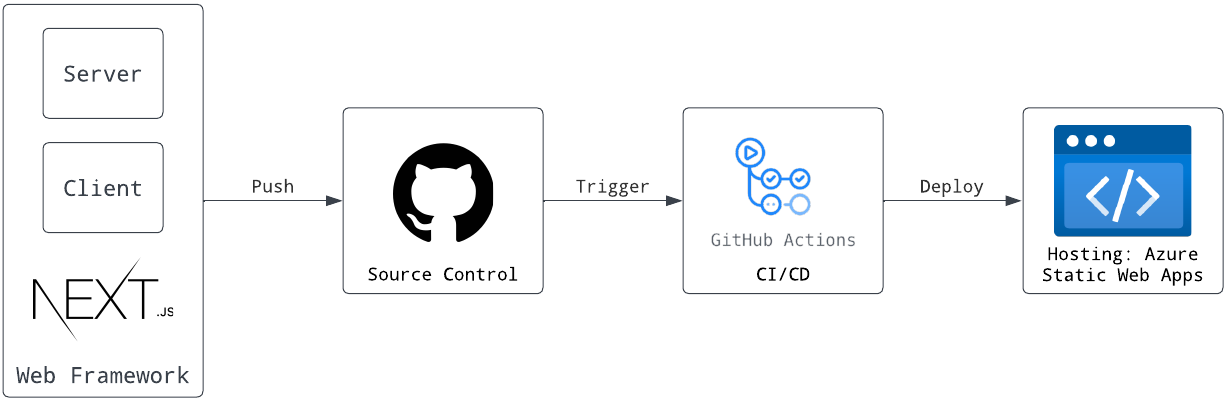 Server
Client
NEXT.JS
Web Framework
Push
Source Control
Trigger
GitHub Actions
CI/CD
Deploy
Hosting: Azure
Static Web Apps